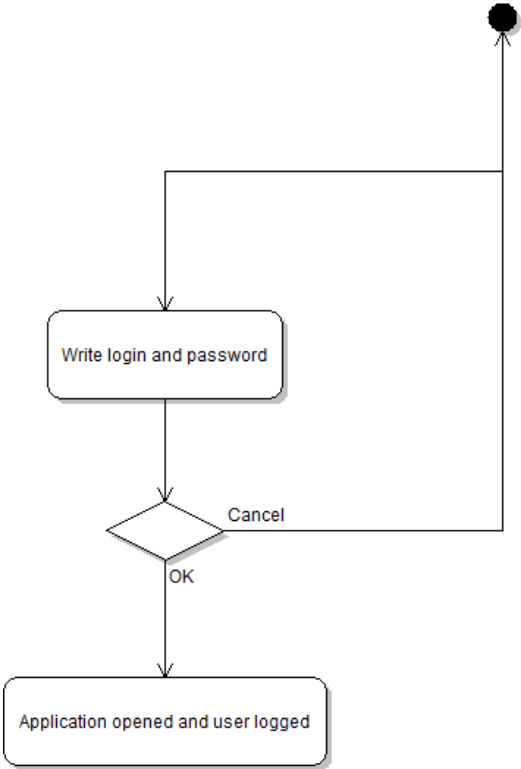 Write login and password
Cancel
OK
Application opened and user logged